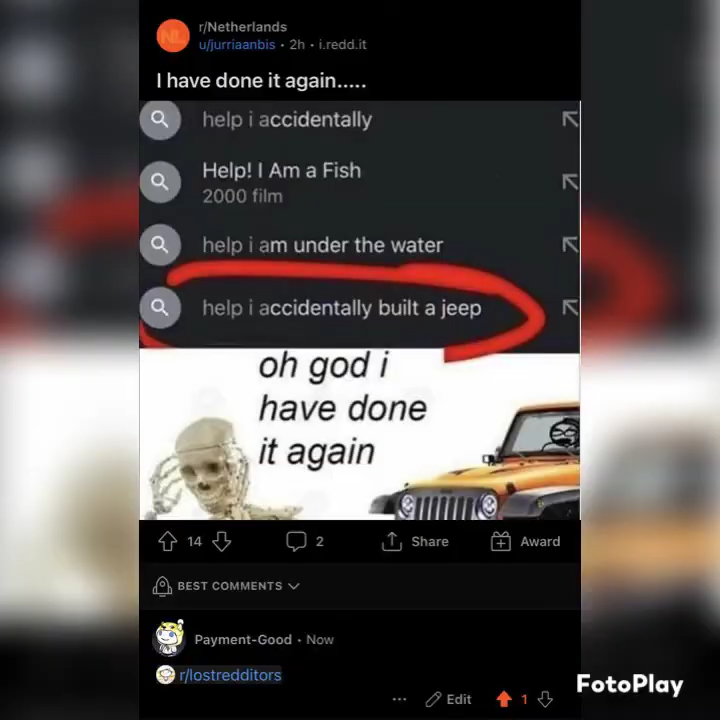 r/Netherlands
u/jurriaanbis • 2h • i.redd.it
I have done it again.....
help i accidentally
Help! I Am a Fish
2000 film
help i am under the water
help i accidentally built a jeep
oh god i
have done
it again
14
2
Share
Award
BEST COMMENTS
Payment-Good • Now
r/lostredditors
... Edit 1
FotoPlay